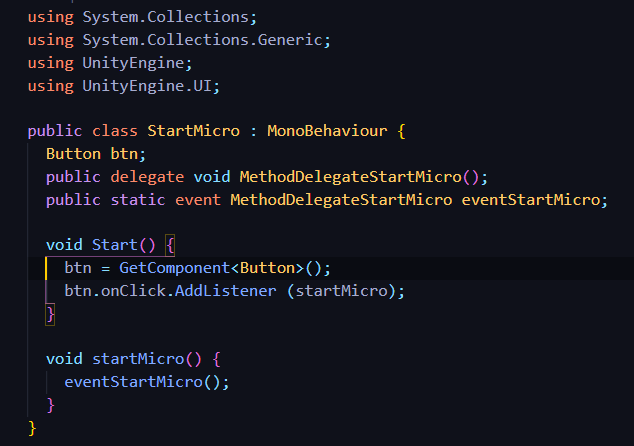 using System.Collections;
using System.Collections.Generic;
using UnityEngine;
using UnityEngine.UI;

public class StartMicro : MonoBehaviour {
  Button btn;
  public delegate void MethodDelegateStartMicro();
  public static event MethodDelegateStartMicro eventStartMicro;

  void Start() {
    btn = GetComponent<Button>();
    btn.onClick.AddListener (startMicro);
  }

  void startMicro() {
    eventStartMicro();
  }
}